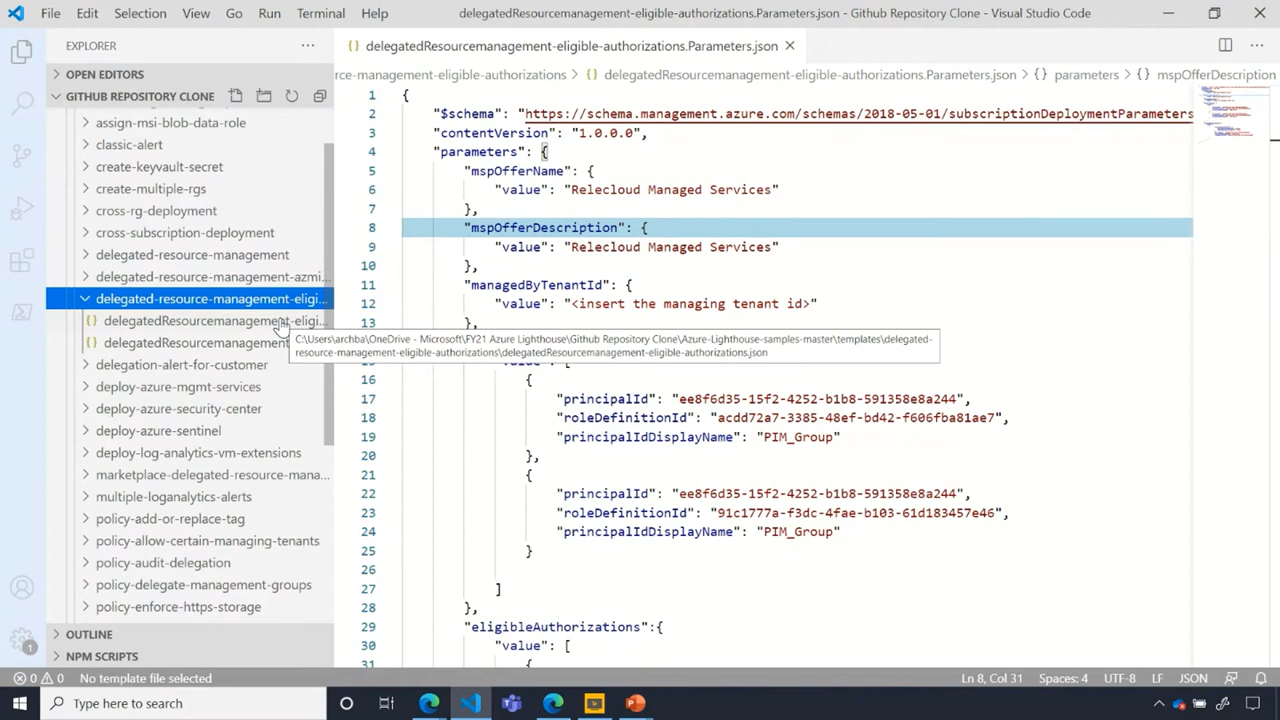 File Edit Selection View Go Run Terminal Help delegatedResourcemanagement-eligible-authorizations.Parameters.json - Github Repository Clone - Visual Studio Code
EXPLORER
OPEN EDITORS
GITHUB REPOSITORY CLONE
assign-msi-blob-data-role
classic-alert
create-keyvault-secret
create-multiple-rgs
cross-rg-deployment
cross-subscription-deployment
delegated-resource-management
delegated-resource-management-azmi...
delegated-resource-management-eligi...
delegatedResourcemanagement-eligi...
delegatedResourcemanagement
delegation-alert-for-customer
deploy-azure-mgmt-services
deploy-azure-security-center
deploy-azure-sentinel
deploy-log-analytics-vm-extensions
marketplace-delegated-resource-mana...
multiple-loganalytics-alerts
policy-add-or-replace-tag
policy-allow-certain-managing-tenants
policy-audit-delegation
policy-delegate-management-groups
policy-enforce-https-storage
OUTLINE
NPM SCRIPTS
delegatedResourcemanagement-eligible-authorizations.Parameters.json
rce-management-eligible-authorizations > {} delegatedResourcemanagement-eligible-authorizations.Parameters.json > {} parameters > {} mspOfferDescription
1 {
2 "$schema": "https://schema.management.azure.com/schemas/2018-05-01/subscriptionDeploymentParameters
3 "contentVersion": "1.0.0.0",
4 "parameters": {
5 "mspOfferName": {
6 "value": "Relecloud Managed Services"
7 },
8 "mspOfferDescription": {
9 "value": "Relecloud Managed Services"
10 },
11 "managedByTenantId": {
12 "value": "<insert the managing tenant id>"
13 },
C:\Users\archba\OneDrive - Microsoft\FY21 Azure Lighthouse\Github Repository Clone\Azure-Lighthouse-samples-master\templates\delegated-
resource-management-eligible-authorizations\delegatedResourcemanagement-eligible-authorizations.json
16 {
17 "principalId": "ee8f6d35-15f2-4252-b1b8-591358e8a244",
18 "roleDefinitionId": "acdd72a7-3385-48ef-bd42-f606fba81ae7",
19 "principalIdDisplayName": "PIM_Group"
20 },
21 {
22 "principalId": "ee8f6d35-15f2-4252-b1b8-591358e8a244",
23 "roleDefinitionId": "91c1777a-f3dc-4fae-b103-61d183457e46",
24 "principalIdDisplayName": "PIM_Group"
25 }
26
27 ]
28 },
29 "eligibleAuthorizations":{
30 "value": [
31 {
0 0 No template file selected Ln 8, Col 31 Spaces: 4 UTF-8 LF JSON
Type here to search